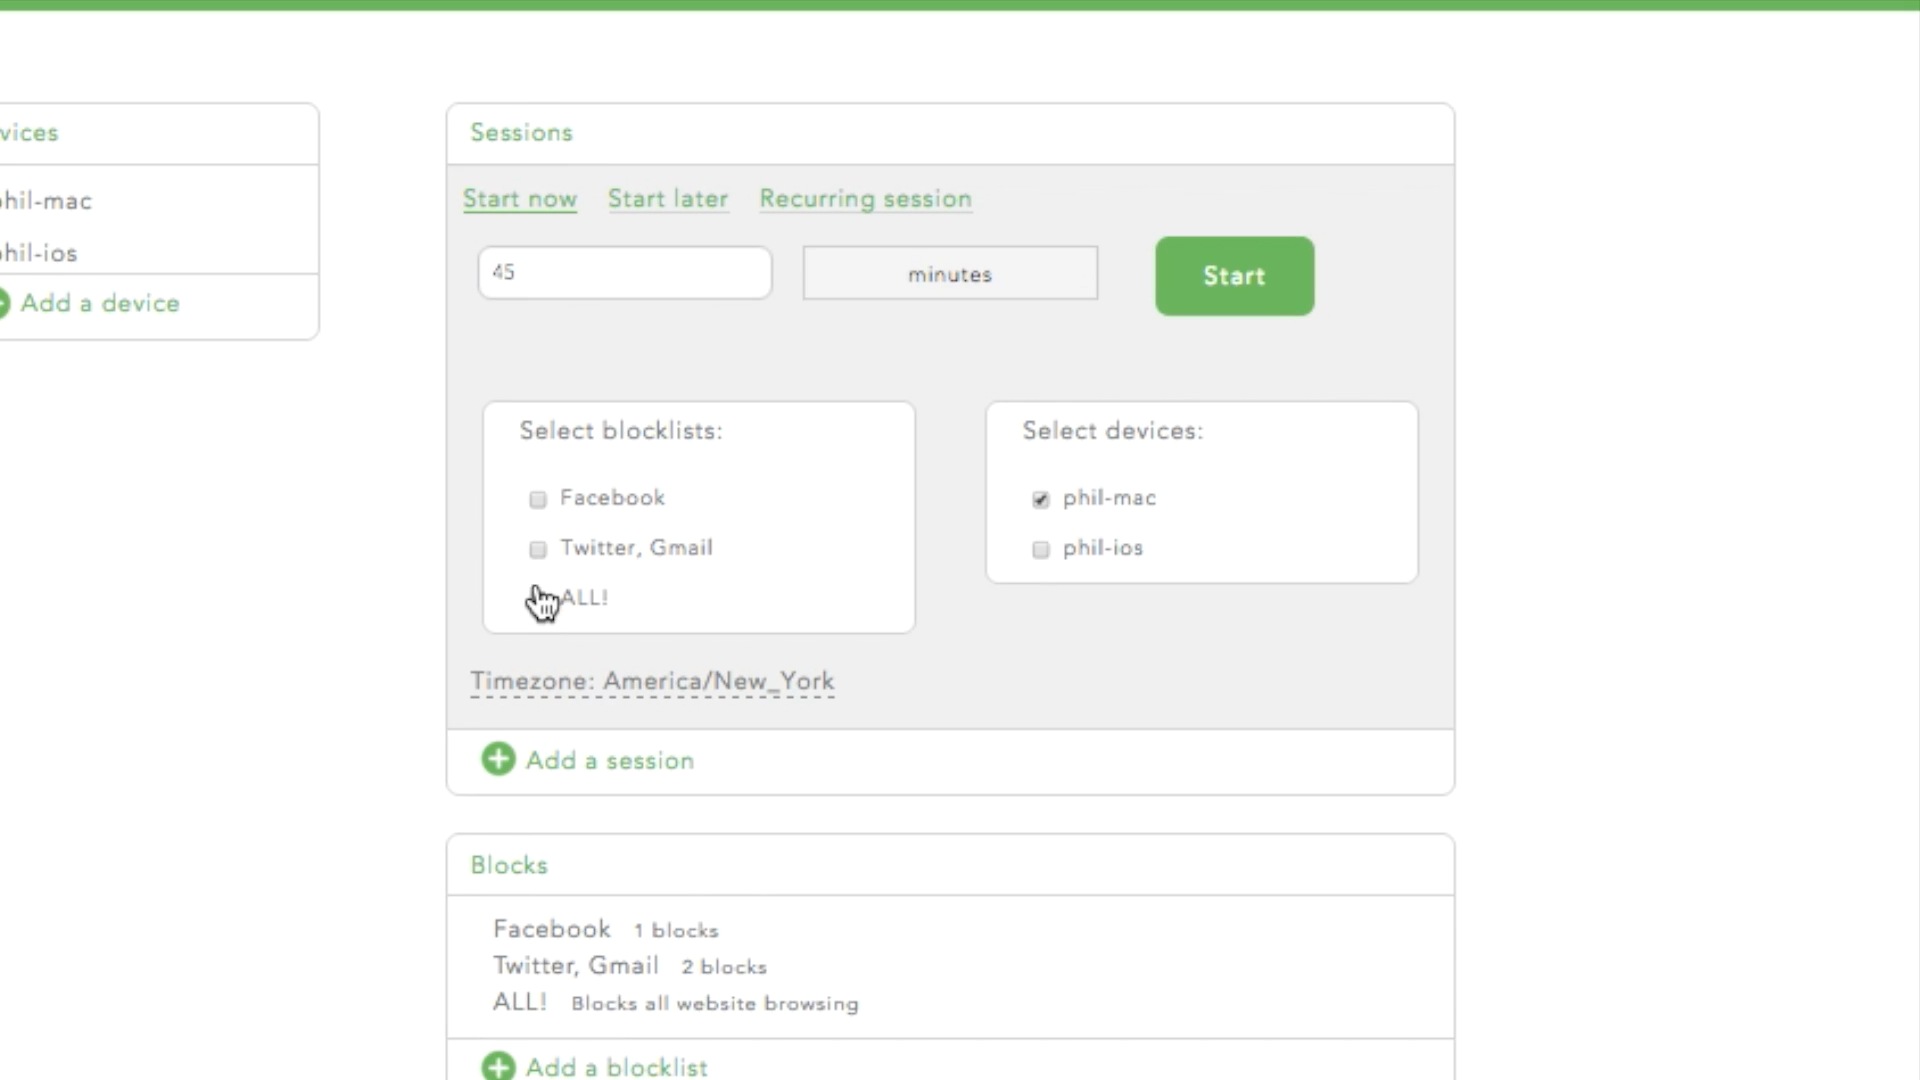 vices
phil-mac
phil-ios
Add a device
Sessions
Start now Start later Recurring session
45 minutes Start
Select blocklists:
Facebook
Twitter, Gmail
ALL!
Select devices:
phil-mac
phil-ios
Timezone: America/New_York
Add a session
Blocks
Facebook 1 blocks
Twitter, Gmail 2 blocks
ALL! Blocks all website browsing
Add a blocklist